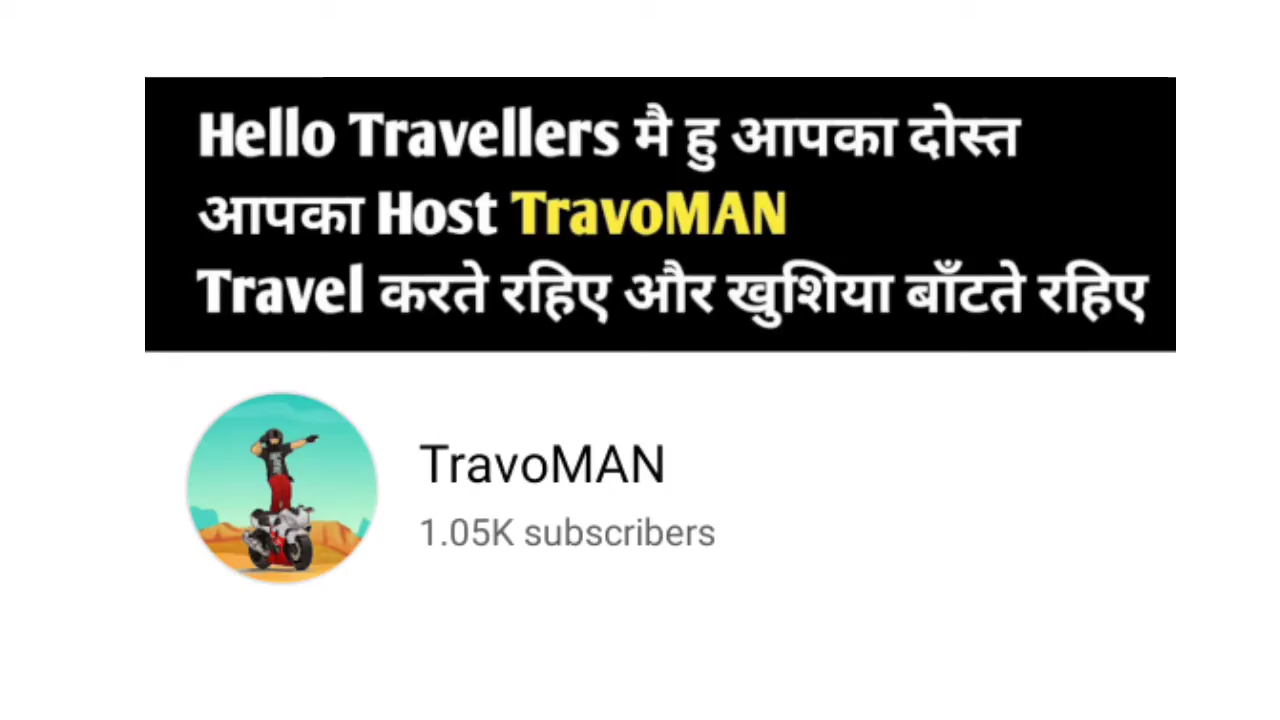 Hello Travellers मै हु आपका दोस्त
आपका Host TravoMAN
Travel करते रहिए और खुशिया बाँटते रहिए
TravoMAN
1.05K subscribers